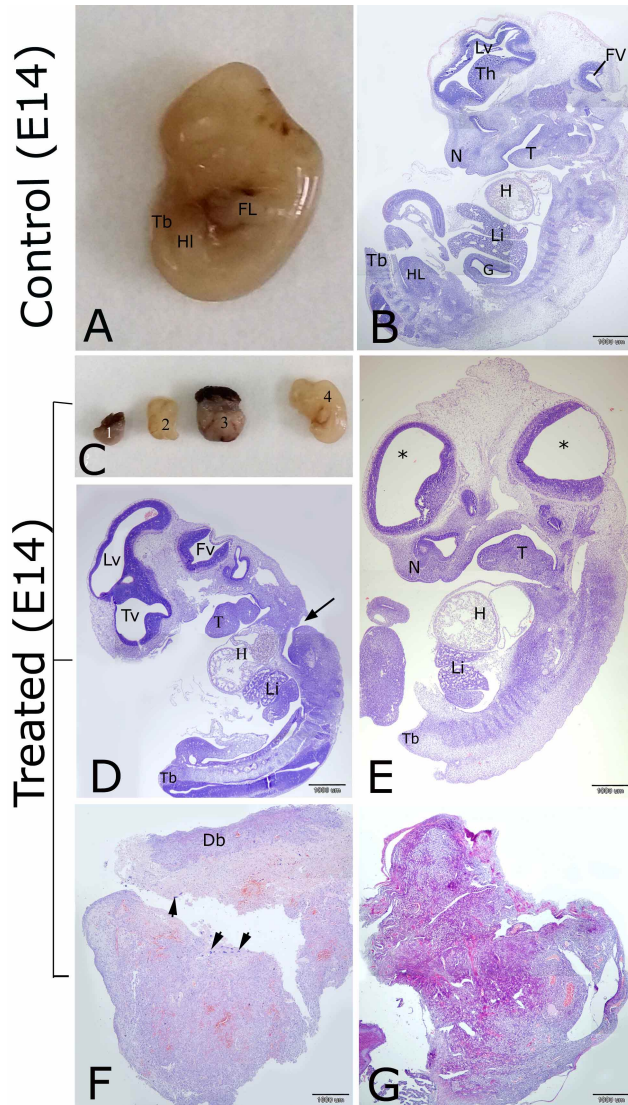 Control (E14)
Tb
Hl
FL
A
Lv
Th
FV
N
T
H
Li
G
Tb
HL
B
1000 um
Treated (E14)
1
2
3
4
C
Lv
Fv
Tv
T
H
Li
Tb
D
1000 um
*
*
N
T
H
Li
Tb
E
1000 um
Db
F
1000 um
G
1000 um